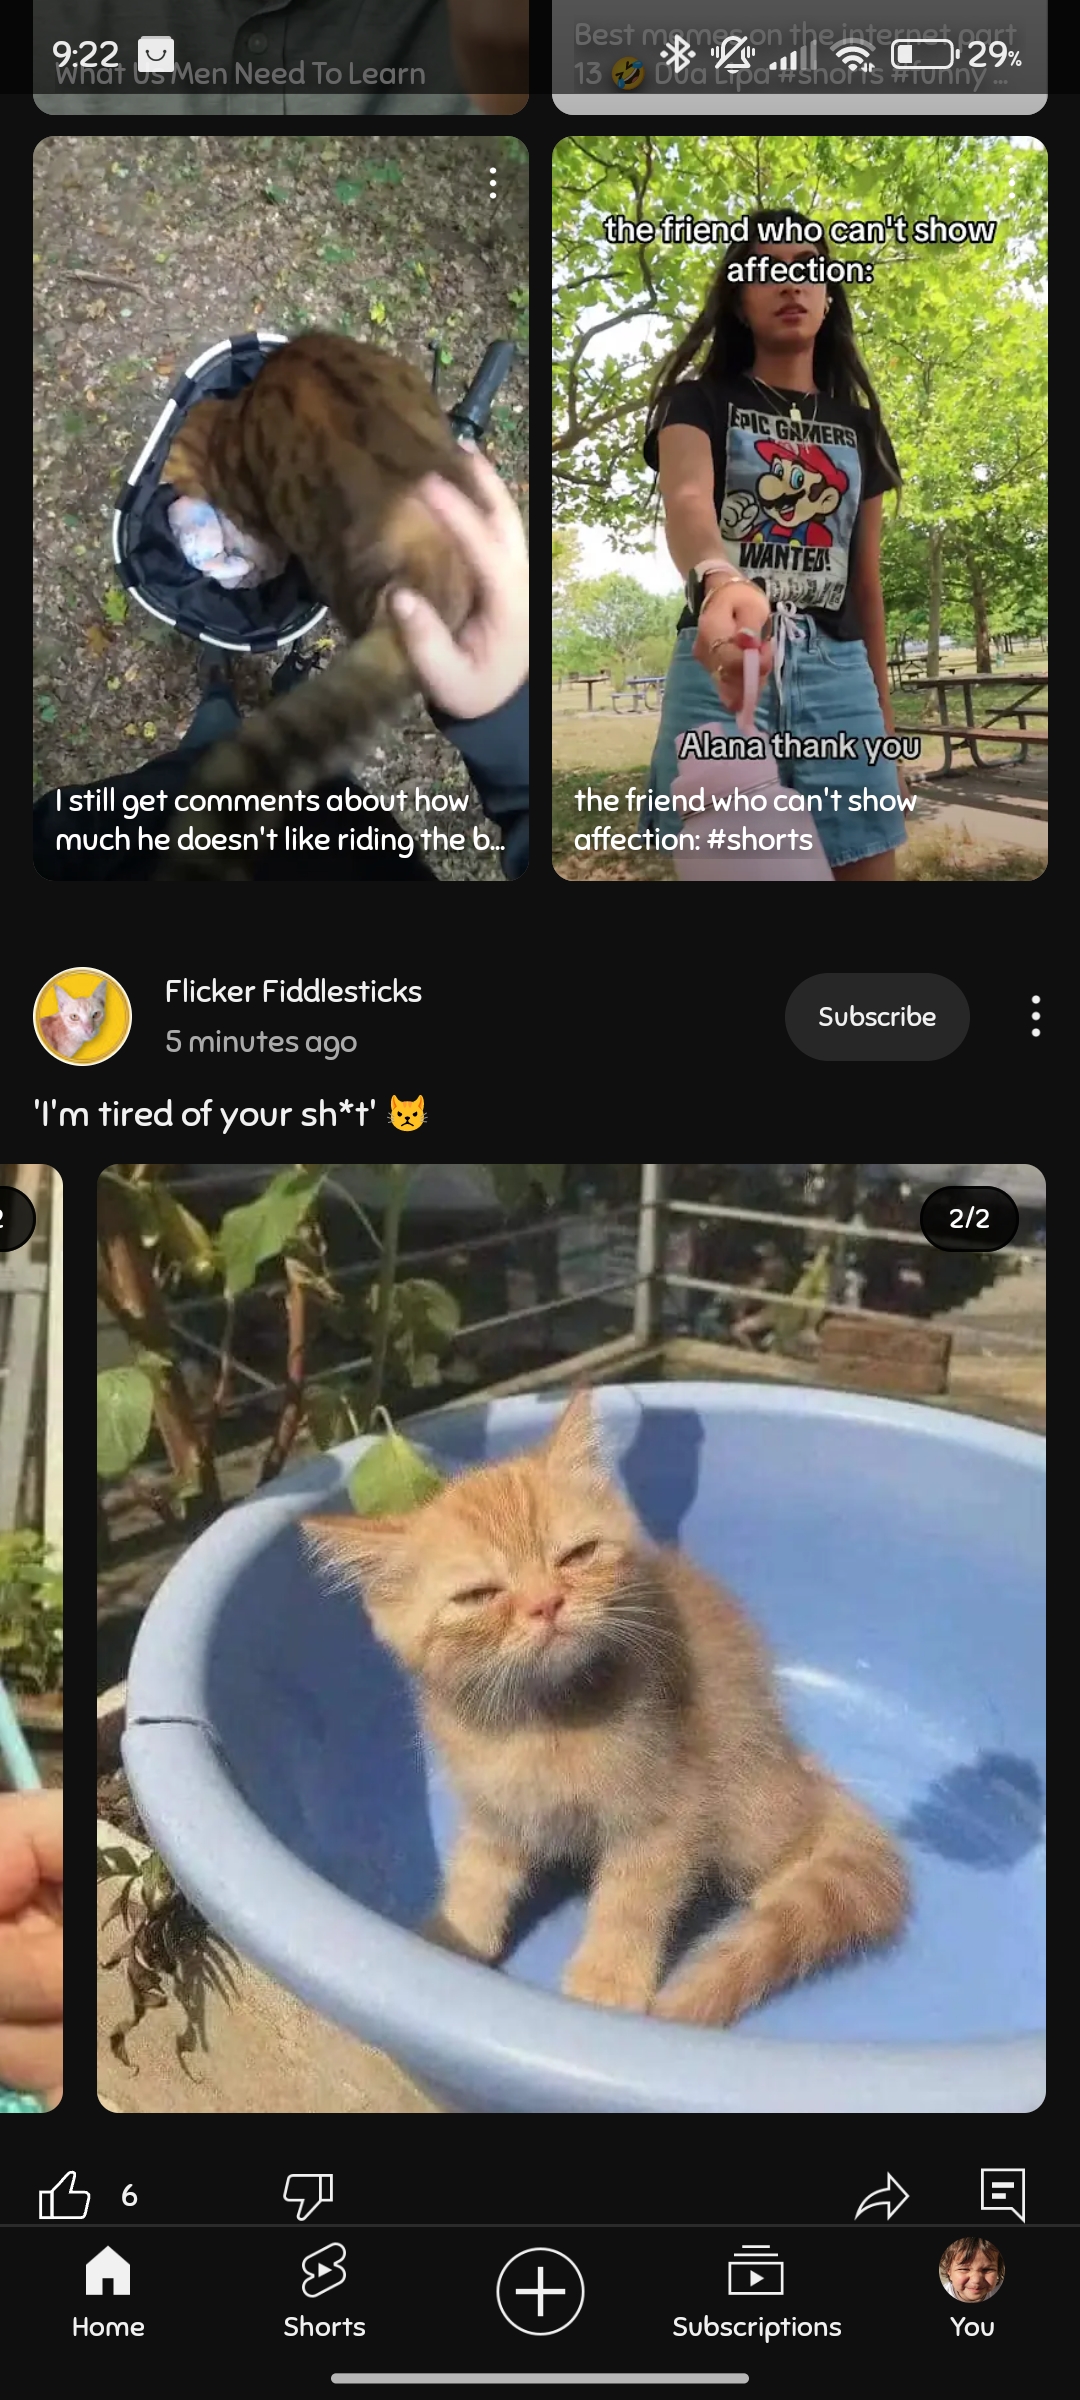 9:22
29%
What Us Men Need To Learn
Best memes on the internet part
13 🤣 Dua Lipa #shorts #funny ...
the friend who can't show
affection:
EPIC GAMERS
WANTED!
Alana thank you
I still get comments about how
much he doesn't like riding the b...
the friend who can't show
affection: #shorts
Flicker Fiddlesticks
5 minutes ago
Subscribe
'I'm tired of your sh*t' 😾
2/2
6
Home
Shorts
Subscriptions
You